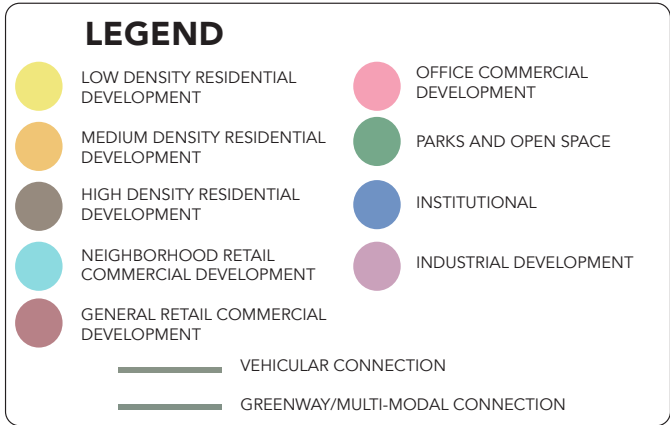 LEGEND
LOW DENSITY RESIDENTIAL
DEVELOPMENT
MEDIUM DENSITY RESIDENTIAL
DEVELOPMENT
HIGH DENSITY RESIDENTIAL
DEVELOPMENT
NEIGHBORHOOD RETAIL
COMMERCIAL DEVELOPMENT
GENERAL RETAIL COMMERCIAL
DEVELOPMENT
OFFICE COMMERCIAL
DEVELOPMENT
PARKS AND OPEN SPACE
INSTITUTIONAL
INDUSTRIAL DEVELOPMENT
VEHICULAR CONNECTION
GREENWAY/MULTI-MODAL CONNECTION